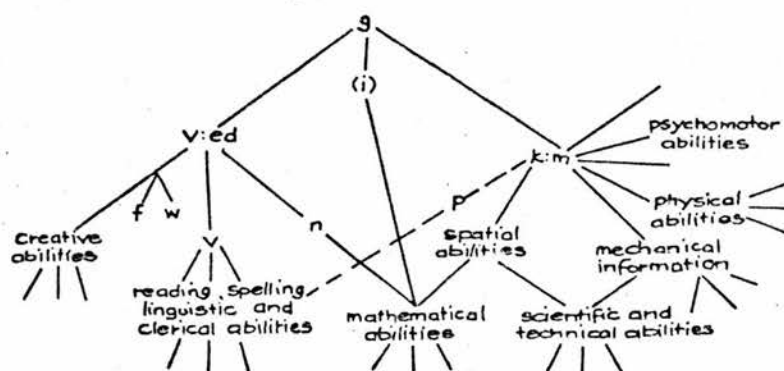 g
(i)
v:ed
k:m
psychomotor
abilities
f w
p
physical
abilities
creative
abilities
v
n
spatial
abilities
mechanical
information
reading spelling
linguistic and
clerical abilities
mathematical
abilities
scientific and
technical abilities